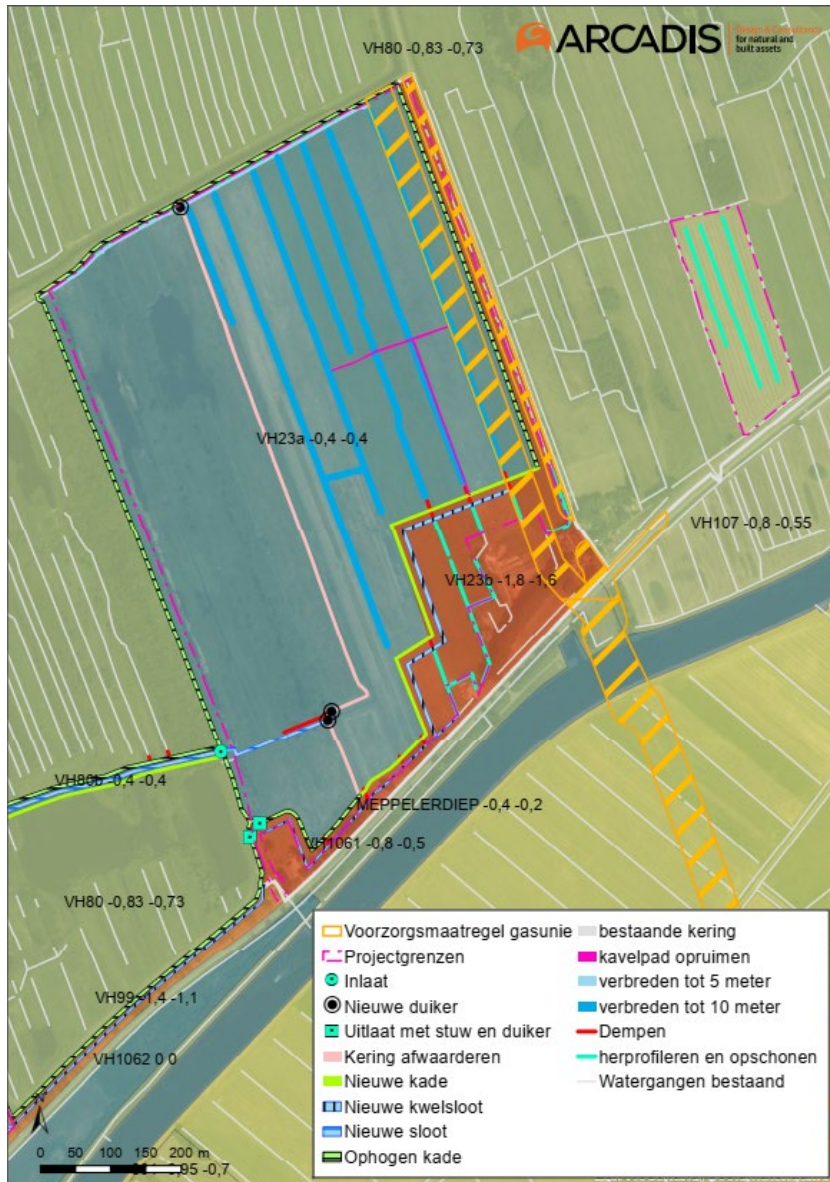 VH80 -0,83 -0,73
ARCADIS
Design & Consultancy
for natural and
built assets
VH23a -0,4 -0,4
VH107 -0,8 -0,55
VH23b -1,8 -1,6
VH80b -0,4 -0,4
MEPPELERDIEP -0,4 -0,2
VH1061 -0,8 -0,5
VH80 -0,83 -0,73
VH99 -1,4 -1,1
VH1062 0 0
N
0 50 100 150 200 m
-0,95 -0,7
Voorzorgsmaatregel gasunie
Projectgrenzen
Inlaat
Nieuwe duiker
Uitlaat met stuw en duiker
Kering afwaarderen
Nieuwe kade
Nieuwe kwelsloot
Nieuwe sloot
Ophogen kade
bestaande kering
kavelpad opruimen
verbreden tot 5 meter
verbreden tot 10 meter
Dempen
herprofileren en opschonen
Watergangen bestaand